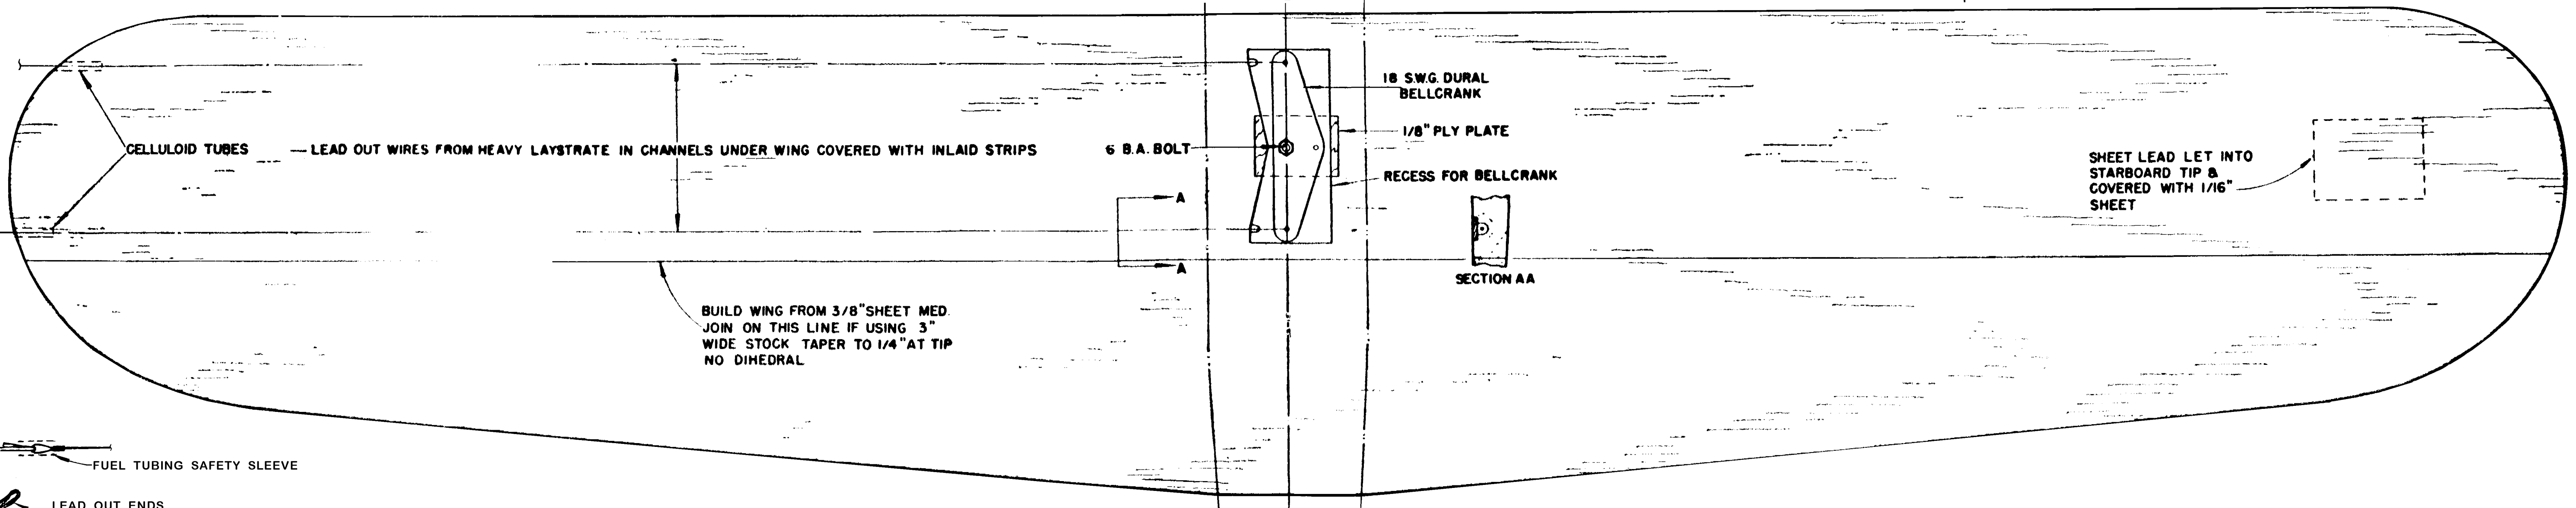 18 S.W.G. DURAL
BELLCRANK
1/8" PLY PLATE
CELLULOID TUBES
LEAD OUT WIRES FROM HEAVY LAYSTRATE IN CHANNELS UNDER WING COVERED WITH INLAID STRIPS
6 B.A. BOLT
RECESS FOR BELLCRANK
SHEET LEAD LET INTO
STARBOARD TIP &
COVERED WITH 1/16"
SHEET
A
A
SECTION AA
BUILD WING FROM 3/8" SHEET MED.
JOIN ON THIS LINE IF USING 3"
WIDE STOCK TAPER TO 1/4" AT TIP
NO DIHEDRAL
FUEL TUBING SAFETY SLEEVE
LEAD OUT ENDS